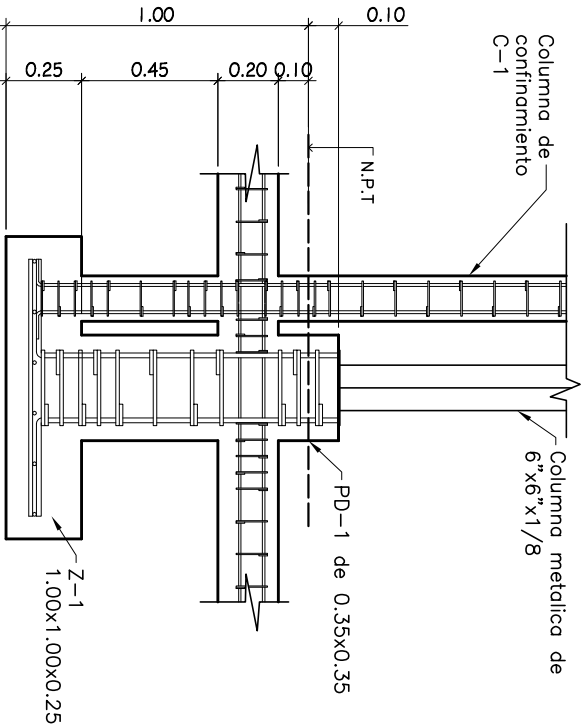 1.00
0.10
0.25
0.45
0.20
0.10
Columna de
confinamiento
C-1
N.P.T
Columna metalica de
6"x6"x1/8
PD-1 de 0.35x0.35
Z-1
1.00x1.00x0.25